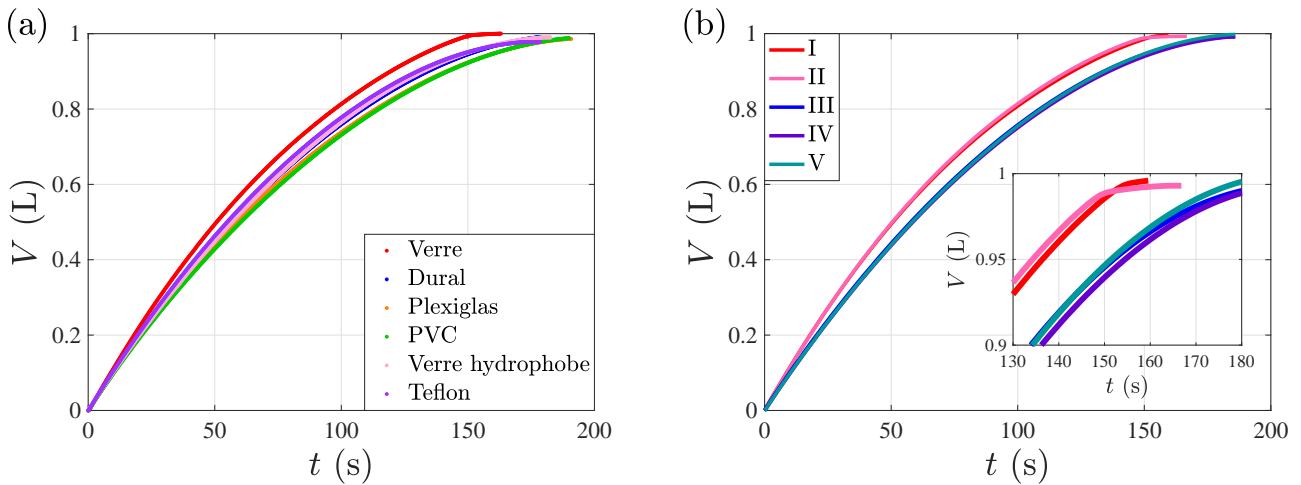 (a)
V (L)
1
0.8
0.6
0.4
0.2
0
0
50
100
150
200
t (s)
Verre
Dural
Plexiglas
PVC
Verre hydrophobe
Teflon
(b)
V (L)
1
0.8
0.6
0.4
0.2
0
0
50
100
150
200
t (s)
I
II
III
IV
V
V (L)
1
0.95
0.9
130
140
150
160
170
180
t (s)